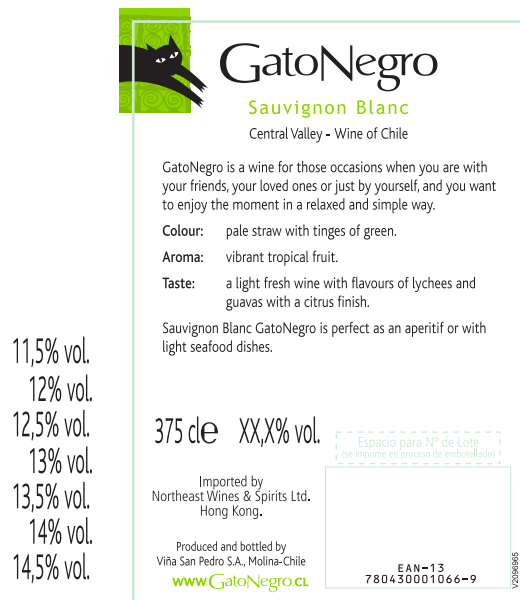 GatoNegro
Sauvignon Blanc
Central Valley - Wine of Chile
GatoNegro is a wine for those occasions when you are with
your friends, your loved ones or just by yourself, and you want
to enjoy the moment in a relaxed and simple way.
Colour: pale straw with tinges of green.
Aroma: vibrant tropical fruit.
Taste: a light fresh wine with flavours of lychees and
guavas with a citrus finish.
Sauvignon Blanc GatoNegro is perfect as an aperitif or with
light seafood dishes.
11,5% vol.
12% vol.
12,5% vol.
13% vol.
13,5% vol.
14% vol.
14,5% vol.
375 cl℮ XX,X% vol.
Espacio para Nº de Lote
(se imprime en proceso de embotellado)
Imported by
Northeast Wines & Spirits Ltd.
Hong Kong.
Produced and bottled by
Viña San Pedro S.A., Molina-Chile
www.GatoNegro.cl
EAN-13
780430001066-9
V2096965